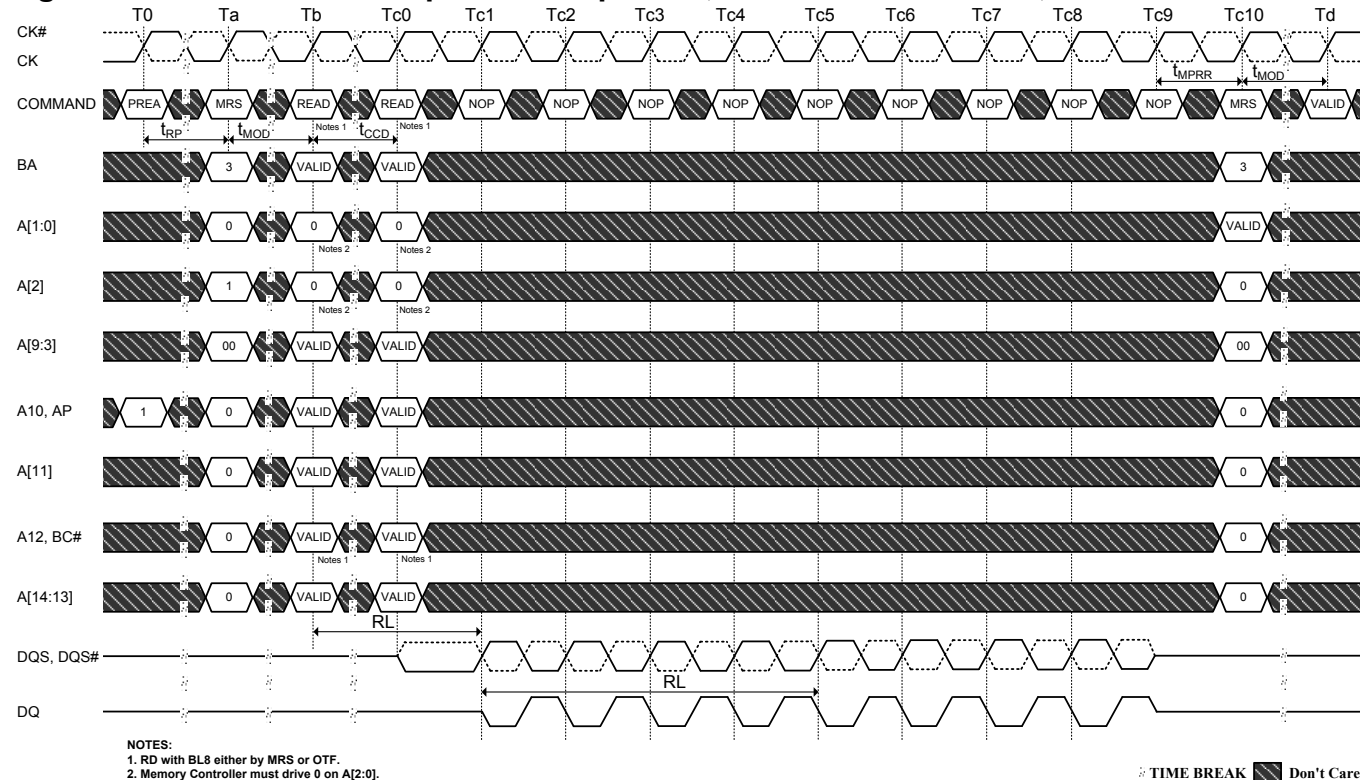 T0 Ta Tb Tc0 Tc1 Tc2 Tc3 Tc4 Tc5 Tc6 Tc7 Tc8 Tc9 Tc10 Td
CK#
CK
tMPRR tMOD
COMMAND PREA MRS READ READ NOP NOP NOP NOP NOP NOP NOP NOP NOP MRS VALID
Notes 1 Notes 1
tRP tMOD tCCD
BA 3 VALID VALID 3
A[1:0] 0 0 0 VALID
Notes 2 Notes 2
A[2] 1 0 0 0
Notes 2 Notes 2
A[9:3] 00 VALID VALID 00
A10, AP 1 0 VALID VALID 0
A[11] 0 VALID VALID 0
A12, BC# 0 VALID VALID 0
Notes 1 Notes 1
A[14:13] 0 VALID VALID 0
RL
DQS, DQS#
RL
DQ
NOTES:
1. RD with BL8 either by MRS or OTF.
2. Memory Controller must drive 0 on A[2:0].
TIME BREAK Don't Care